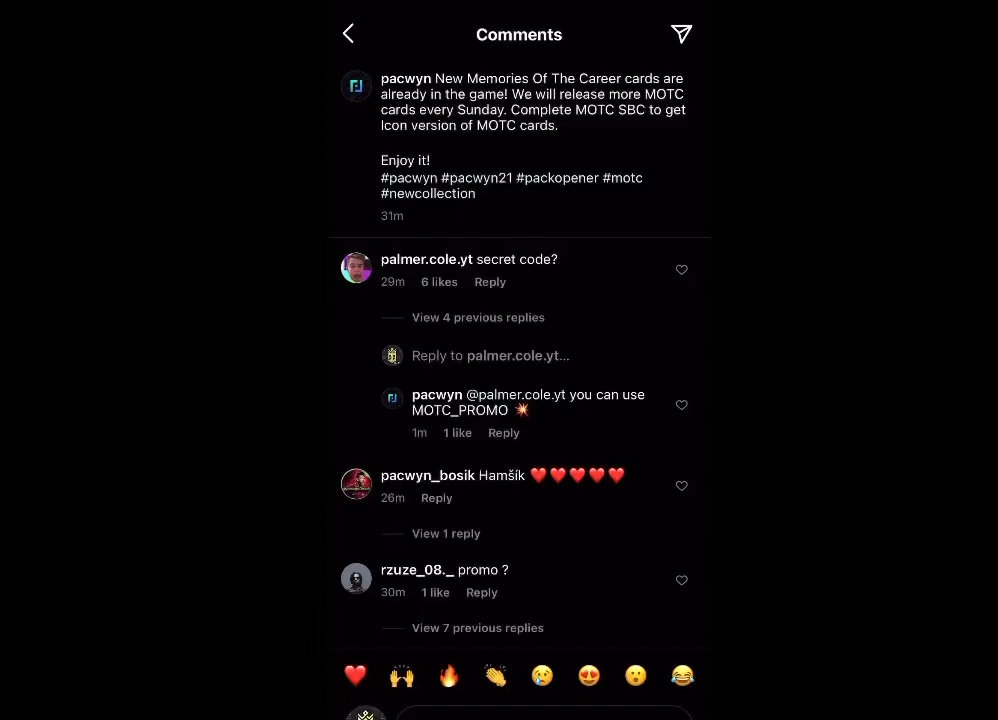 Comments
pacwyn New Memories Of The Career cards are
already in the game! We will release more MOTC
cards every Sunday. Complete MOTC SBC to get
Icon version of MOTC cards.
Enjoy it!
#pacwyn #pacwyn21 #packopener #motc
#newcollection
31m
palmer.cole.yt secret code?
29m 6 likes Reply
View 4 previous replies
Reply to palmer.cole.yt...
pacwyn @palmer.cole.yt you can use
MOTC_PROMO 💥
1m 1 like Reply
pacwyn_bosik Hamšík ❤️❤️❤️❤️❤️
26m Reply
View 1 reply
rzuze_08._ promo ?
30m 1 like Reply
View 7 previous replies